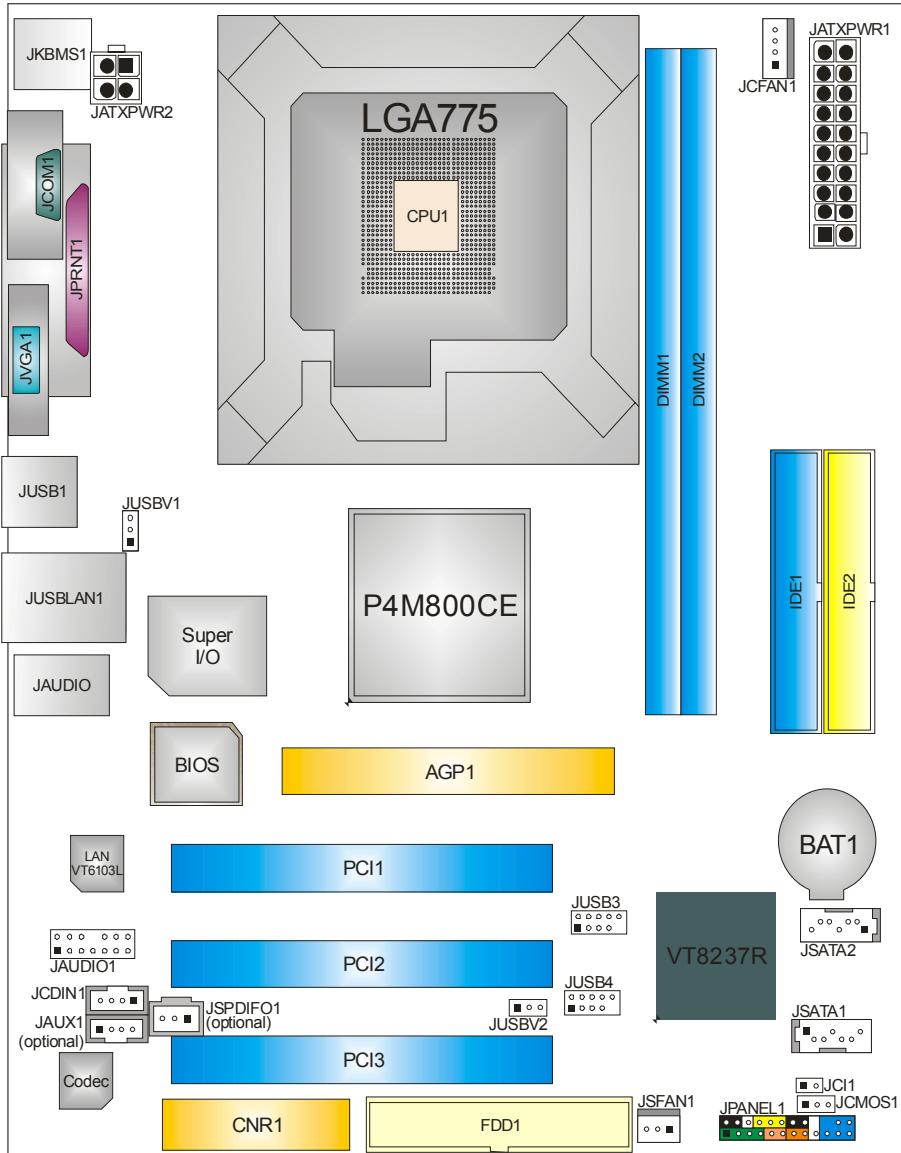 JKBMS1
JATXPWR2
JCFAN1
JATXPWR1
LGA775
CPU1
JCOM1
JPRNT1
JVGA1
DIMM1
DIMM2
JUSB1
JUSBV1
IDE1
IDE2
JUSBLAN1
P4M800CE
Super
I/O
JAUDIO
BIOS
AGP1
BAT1
LAN
VT6103L
PCI1
JUSB3
JSATA2
JAUDIO1
PCI2
VT8237R
JCDIN1
JSPDIFO1
(optional)
JUSB4
JUSBV2
JAUX1
(optional)
JSATA1
PCI3
Codec
JCI1
JCMOS1
CNR1
FDD1
JSFAN1
JPANEL1